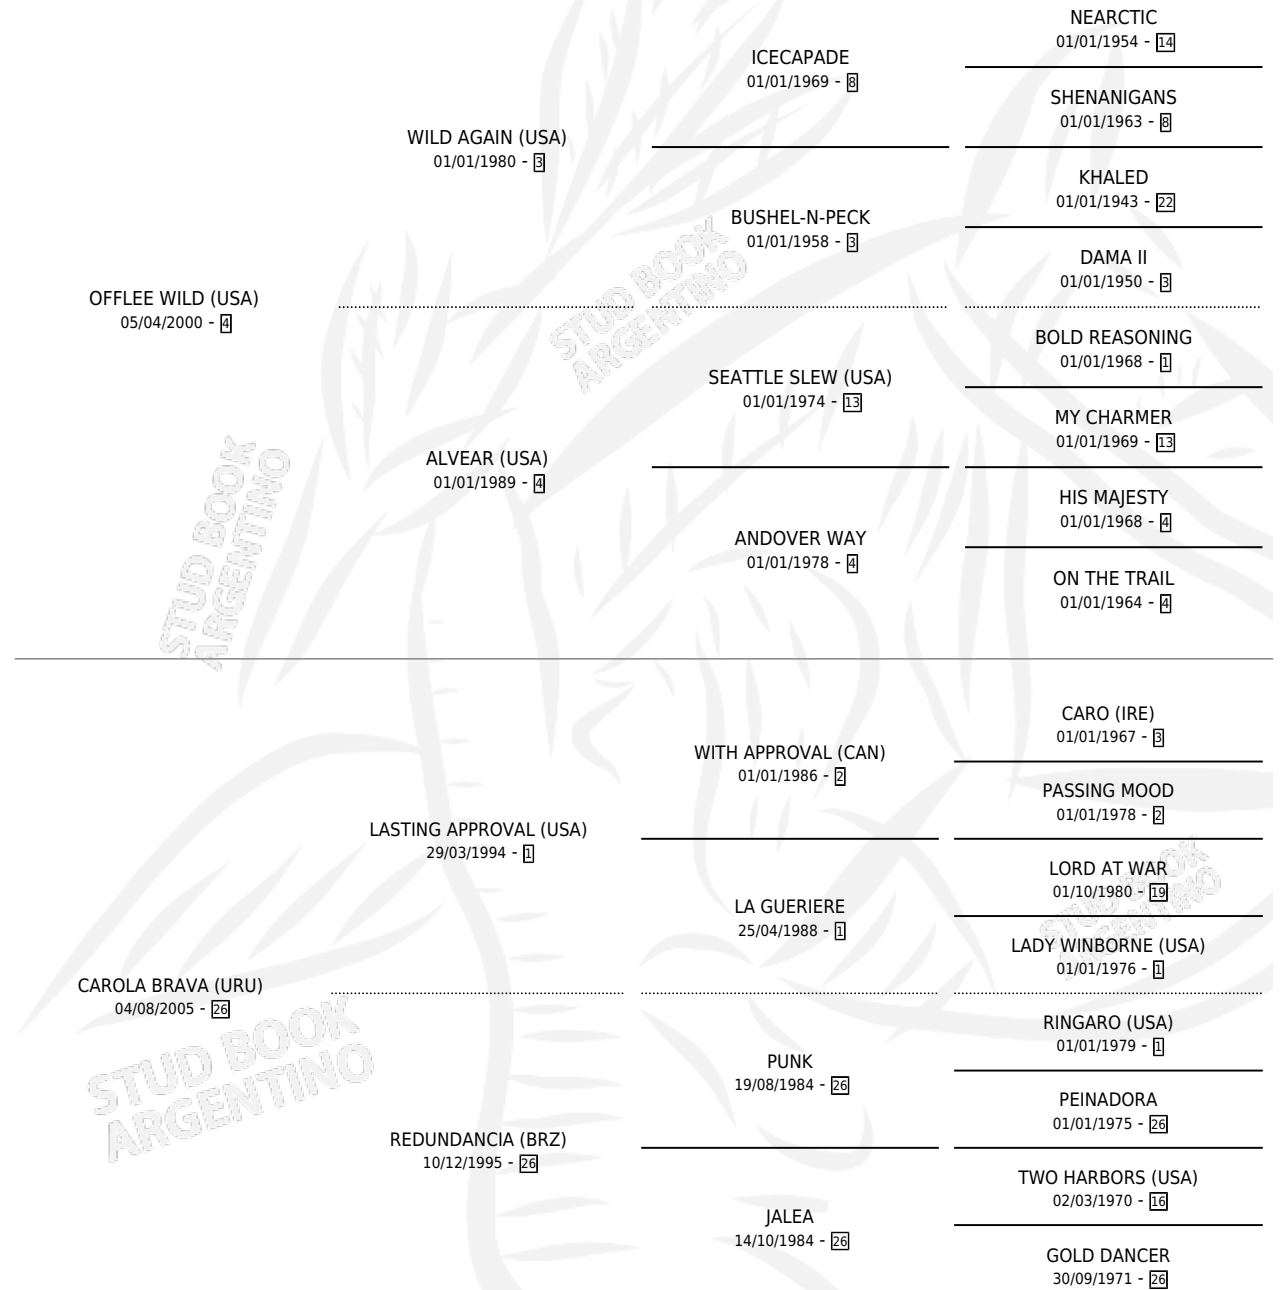 NEARCTIC
01/01/1954 - 14
ICECAPADE
01/01/1969 - 8
SHENANIGANS
01/01/1963 - 8
WILD AGAIN (USA)
01/01/1980 - 3
KHALED
01/01/1943 - 22
BUSHEL-N-PECK
01/01/1958 - 3
DAMA II
01/01/1950 - 3
OFFLEE WILD (USA)
05/04/2000 - 4
BOLD REASONING
01/01/1968 - 1
SEATTLE SLEW (USA)
01/01/1974 - 13
MY CHARMER
01/01/1969 - 13
ALVEAR (USA)
01/01/1989 - 4
HIS MAJESTY
01/01/1968 - 4
ANDOVER WAY
01/01/1978 - 4
ON THE TRAIL
01/01/1964 - 4
CARO (IRE)
01/01/1967 - 3
WITH APPROVAL (CAN)
01/01/1986 - 2
PASSING MOOD
01/01/1978 - 2
LASTING APPROVAL (USA)
29/03/1994 - 1
LORD AT WAR
01/10/1980 - 19
LA GUERIERE
25/04/1988 - 1
LADY WINBORNE (USA)
01/01/1976 - 1
CAROLA BRAVA (URU)
04/08/2005 - 26
RINGARO (USA)
01/01/1979 - 1
PUNK
19/08/1984 - 26
PEINADORA
01/01/1975 - 26
REDUNDANCIA (BRZ)
10/12/1995 - 26
TWO HARBORS (USA)
02/03/1970 - 16
JALEA
14/10/1984 - 26
GOLD DANCER
30/09/1971 - 26
STUD BOOK
ARGENTINO
STUD BOOK
ARGENTINO
STUD BOOK
ARGENTINO
STUD BOOK
ARGENTINO